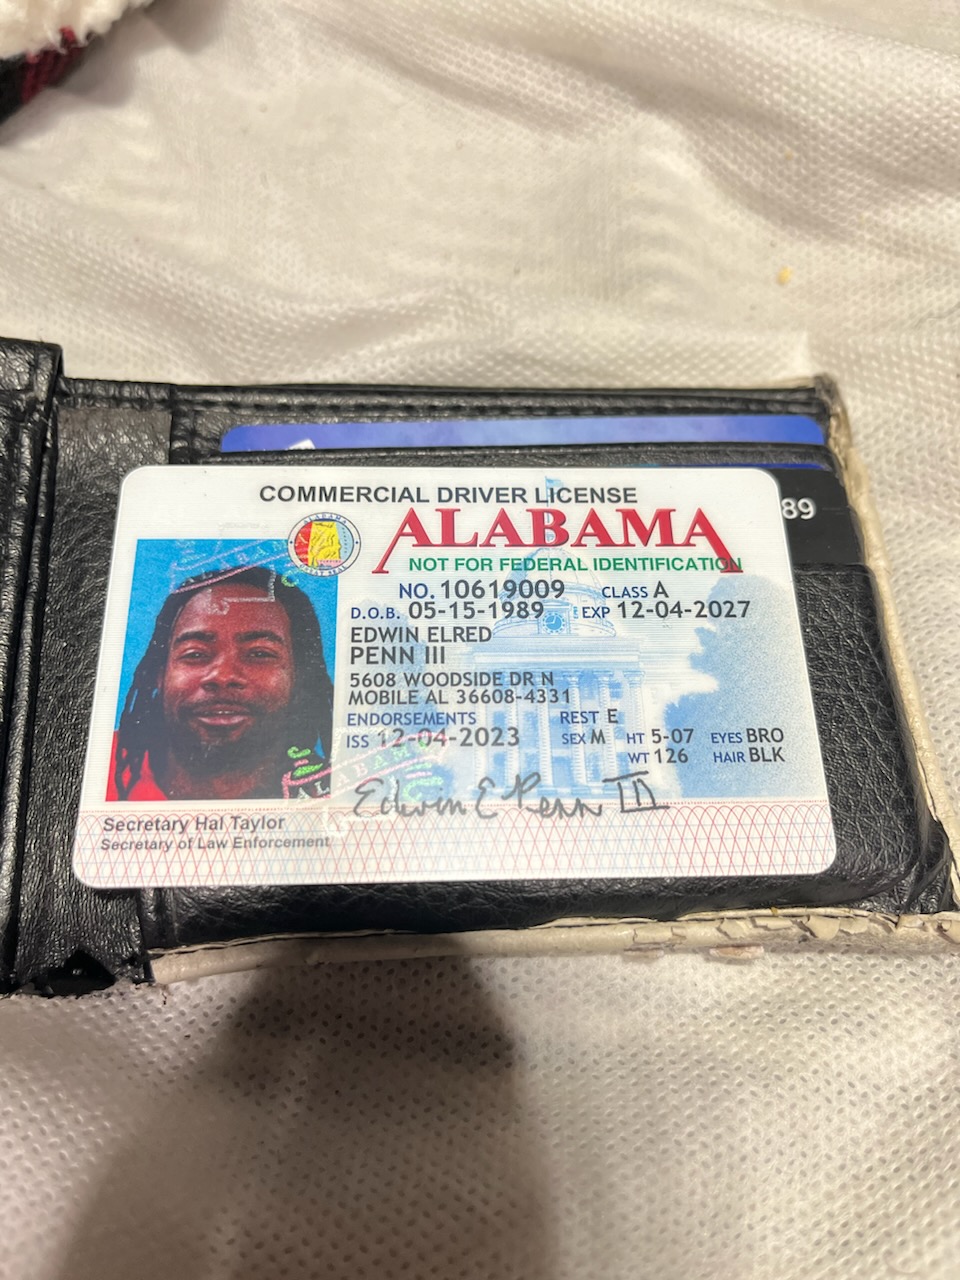 89
COMMERCIAL DRIVER LICENSE
ALABAMA
NOT FOR FEDERAL IDENTIFICATION
NO. 10619009 CLASS A
D.O.B. 05-15-1989 EXP 12-04-2027
EDWIN ELRED
PENN III
5608 WOODSIDE DR N
MOBILE AL 36608-4331
ENDORSEMENTS REST E
ISS 12-04-2023 SEX M HT 5-07 EYES BRO
WT 126 HAIR BLK
Edwin E Penn III
Secretary Hal Taylor
Secretary of Law Enforcement